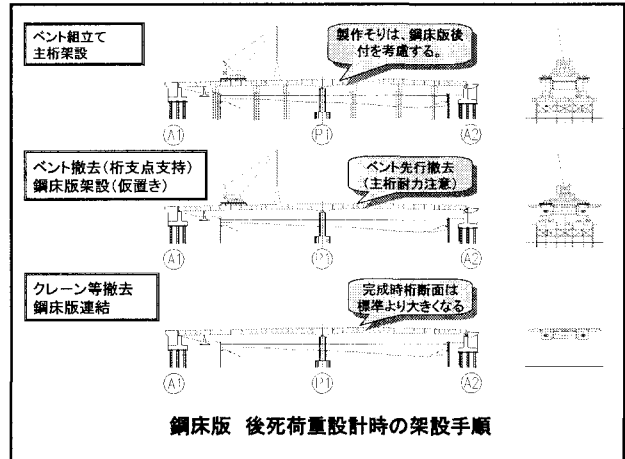 ベント組立て
主桁架設
製作そりは、鋼床版後
付を考慮する。
A1 P1 A2
ベント撤去(桁支点支持)
鋼床版架設(仮置き)
ベント先行撤去
(主桁耐力注意)
A1 P1 A2
クレーン等撤去
鋼床版連結
完成時桁断面は
標準より大きくなる
A1 P1 A2
鋼床版 後死荷重設計時の架設手順